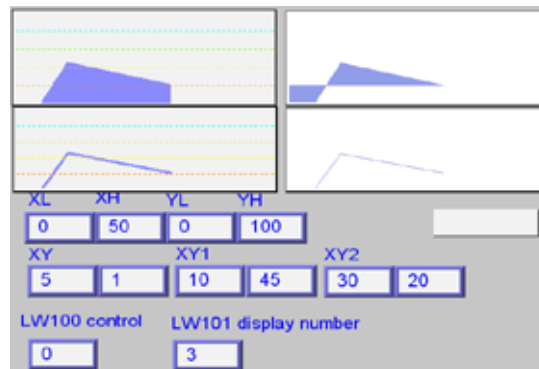 XL XH YL YH
0 50 0 100
XY XY1 XY2
5 1 10 45 30 20
LW100 control LW101 display number
0 3